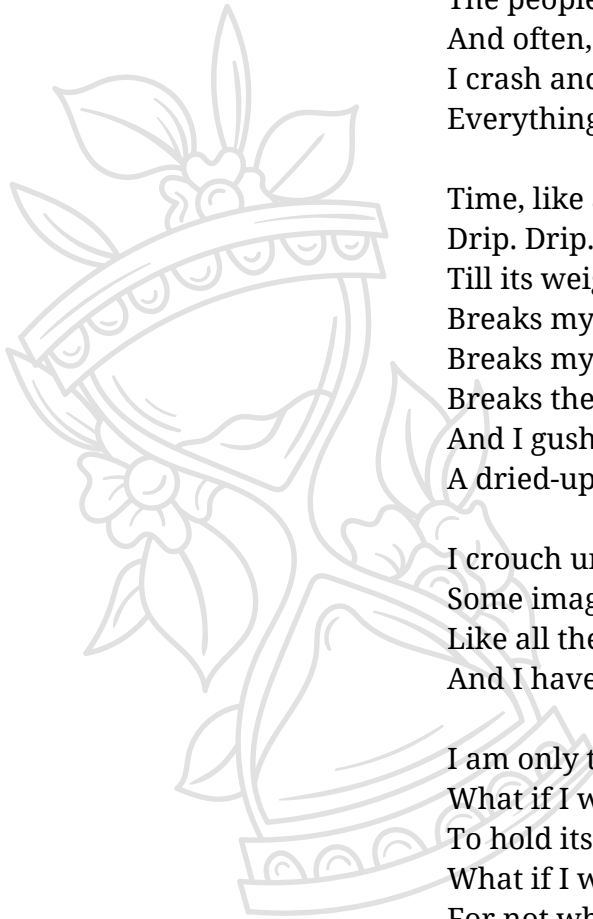 The people
And often,
I crash and
Everything
Time, like
Drip. Drip.
Till its
Breaks my
Breaks my
Breaks the
And I gush
A dried-up
I crouch
Some
Like all the
And I have
I am only
What if I
To hold its
What if I
For not